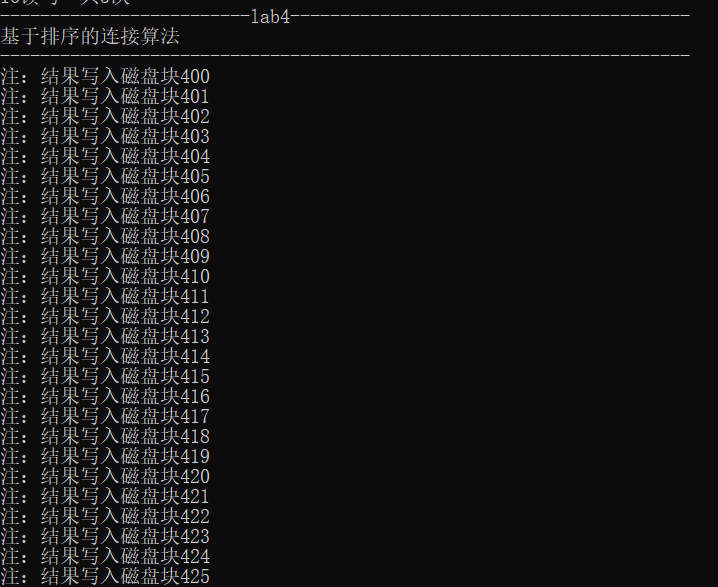 -------------------------lab4----------------------------------------
基于排序的连接算法
---------------------------------------------------------------------
注：结果写入磁盘块400
注：结果写入磁盘块401
注：结果写入磁盘块402
注：结果写入磁盘块403
注：结果写入磁盘块404
注：结果写入磁盘块405
注：结果写入磁盘块406
注：结果写入磁盘块407
注：结果写入磁盘块408
注：结果写入磁盘块409
注：结果写入磁盘块410
注：结果写入磁盘块411
注：结果写入磁盘块412
注：结果写入磁盘块413
注：结果写入磁盘块414
注：结果写入磁盘块415
注：结果写入磁盘块416
注：结果写入磁盘块417
注：结果写入磁盘块418
注：结果写入磁盘块419
注：结果写入磁盘块420
注：结果写入磁盘块421
注：结果写入磁盘块422
注：结果写入磁盘块423
注：结果写入磁盘块424
注：结果写入磁盘块425